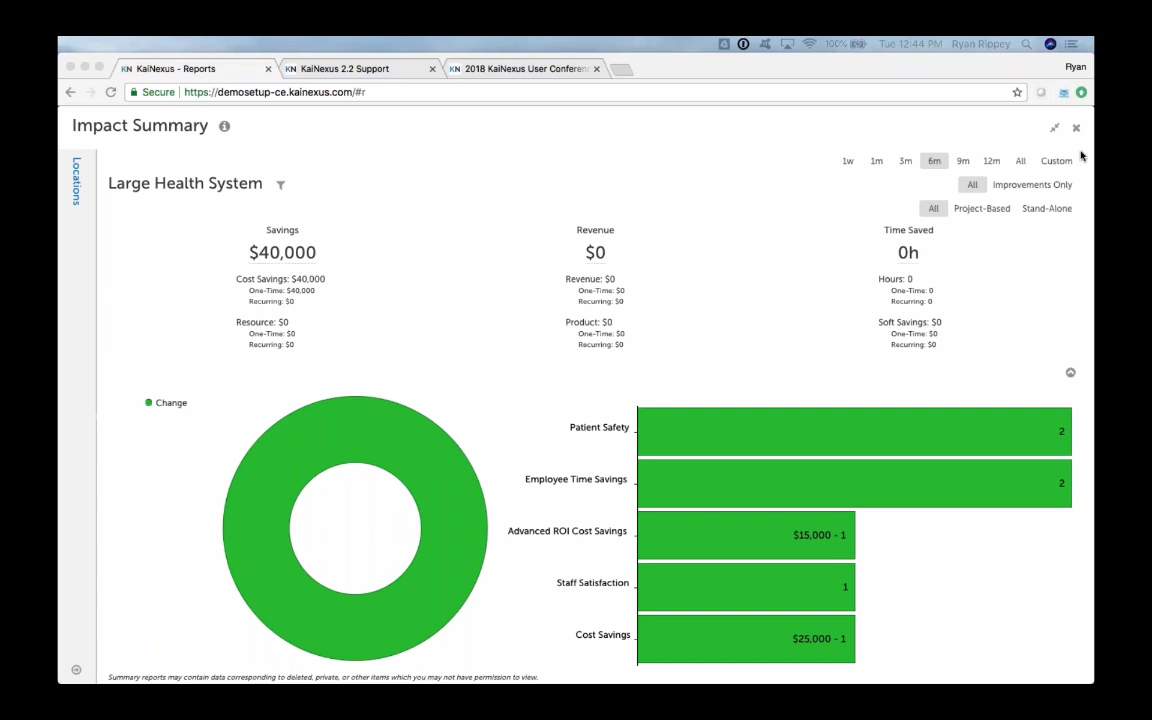 100% Tue 12:44 PM Ryan Rippey
KN KaiNexus - Reports × KN KaiNexus 2.2 Support × KN 2018 KaiNexus User Conferen × Ryan
Secure | https://demosetup-ce.kainexus.com/#r
Impact Summary
Locations
1w 1m 3m 6m 9m 12m All Custom
Large Health System
All Improvements Only
All Project-Based Stand-Alone
Savings Revenue Time Saved
$40,000 $0 0h
Cost Savings: $40,000 Revenue: $0 Hours: 0
One-Time: $40,000 One-Time: $0 One-Time: 0
Recurring: $0 Recurring: $0 Recurring: 0
Resource: $0 Product: $0 Soft Savings: $0
One-Time: $0 One-Time: $0 One-Time: $0
Recurring: $0 Recurring: $0 Recurring: $0
Change
Patient Safety 2
Employee Time Savings 2
Advanced ROI Cost Savings $15,000 - 1
Staff Satisfaction 1
Cost Savings $25,000 - 1
Summary reports may contain data corresponding to deleted, private, or other items which you may not have permission to view.